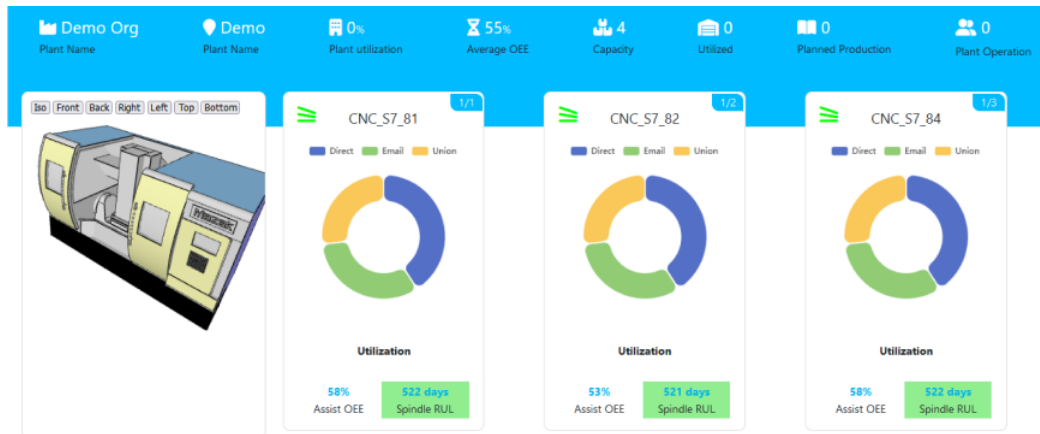 Demo Org
Plant Name
Demo
Plant Name
0%
Plant utilization
55%
Average OEE
4
Capacity
0
Utilized
0
Planned Production
0
Plant Operation
Iso Front Back Right Left Top Bottom
Mazak
1/1
CNC_S7_81
Direct Email Union
Utilization
58%
Assist OEE
522 days
Spindle RUL
1/2
CNC_S7_82
Direct Email Union
Utilization
53%
Assist OEE
521 days
Spindle RUL
1/3
CNC_S7_84
Direct Email Union
Utilization
58%
Assist OEE
522 days
Spindle RUL